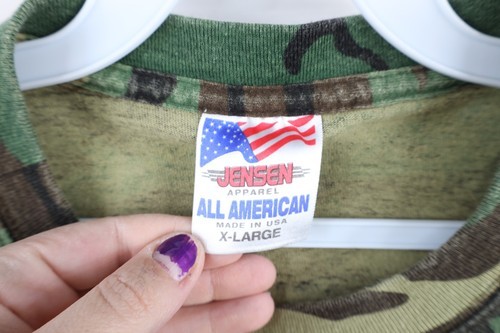 JENSEN
APPAREL
ALL AMERICAN
MADE IN USA
X-LARGE